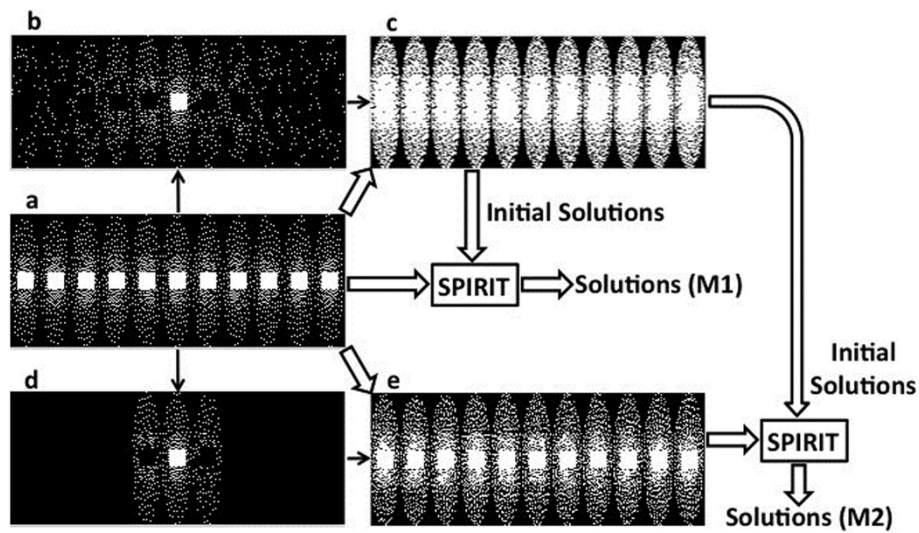 b
c
a
Initial Solutions
SPIRIT
Solutions (M1)
d
e
Initial
Solutions
SPIRIT
Solutions (M2)